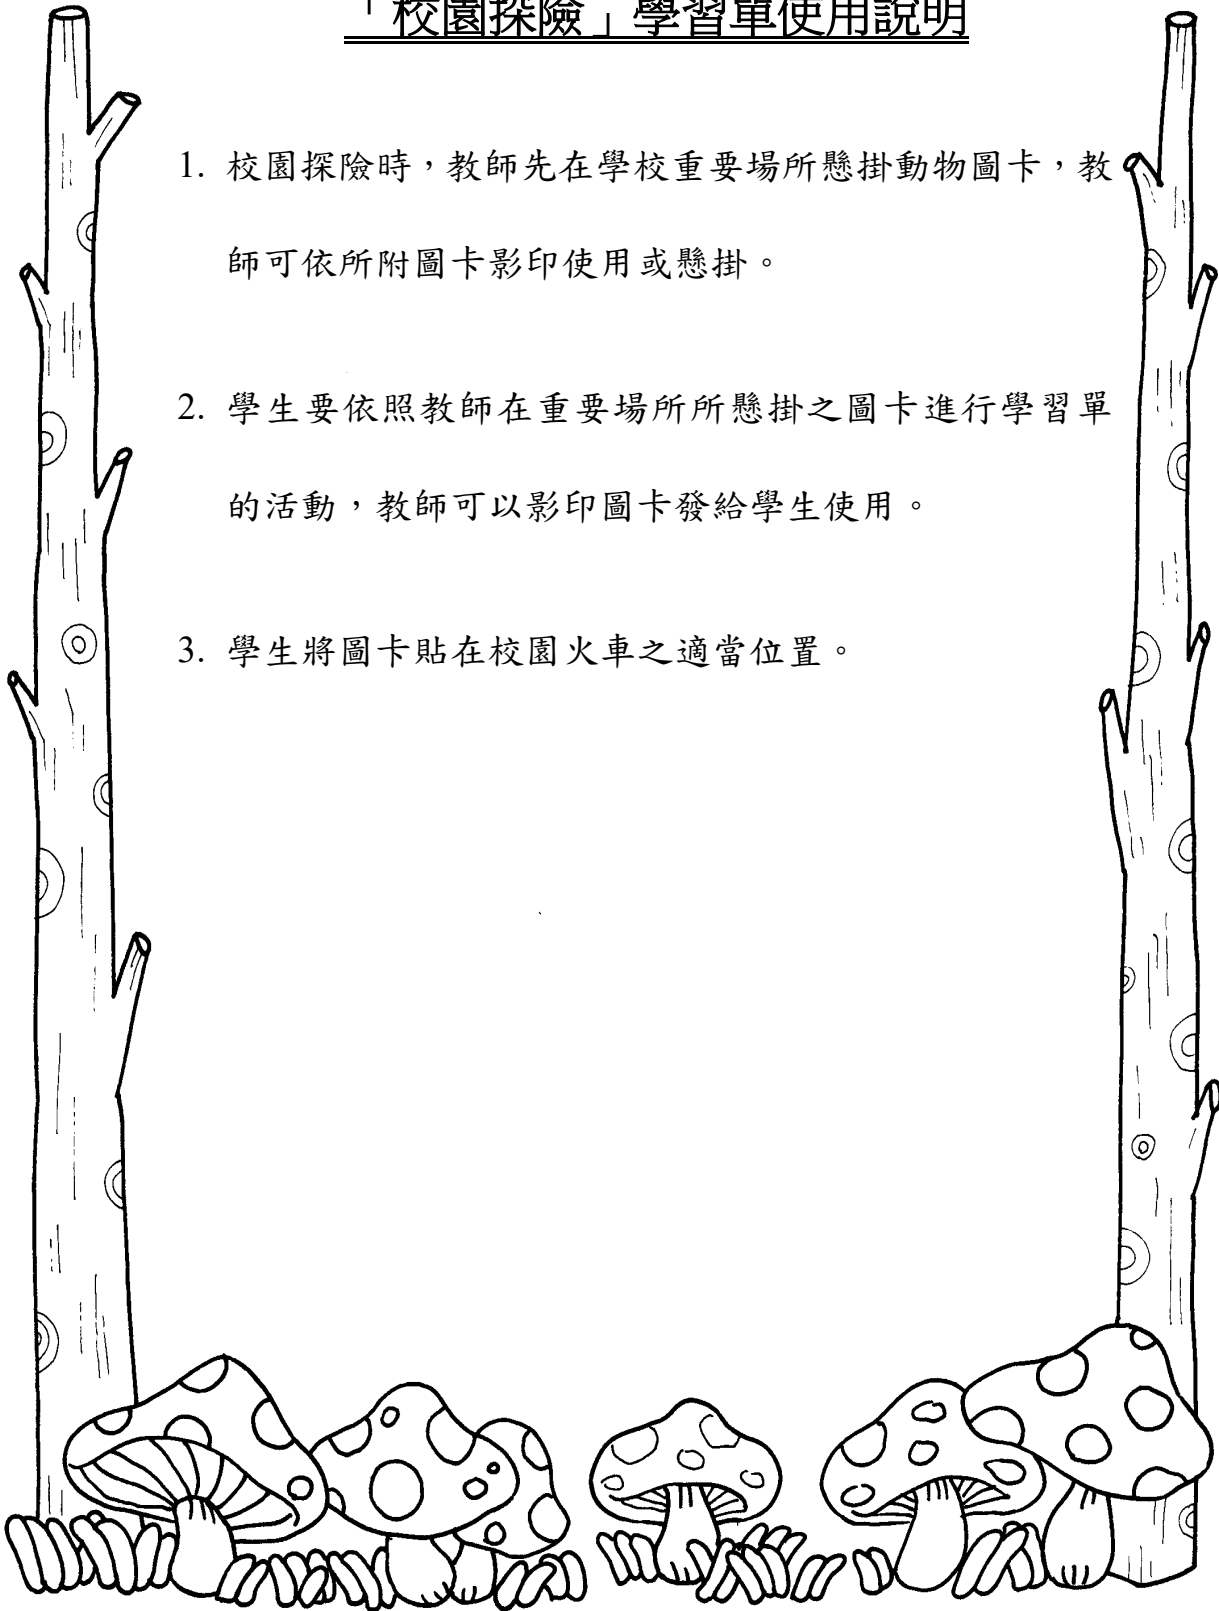 「校園探險」學習單使用說明
1. 校園探險時，教師先在學校重要場所懸掛動物圖卡，教
師可依所附圖卡影印使用或懸掛。
2. 學生要依照教師在重要場所所懸掛之圖卡進行學習單
的活動，教師可以影印圖卡發給學生使用。
3. 學生將圖卡貼在校園火車之適當位置。